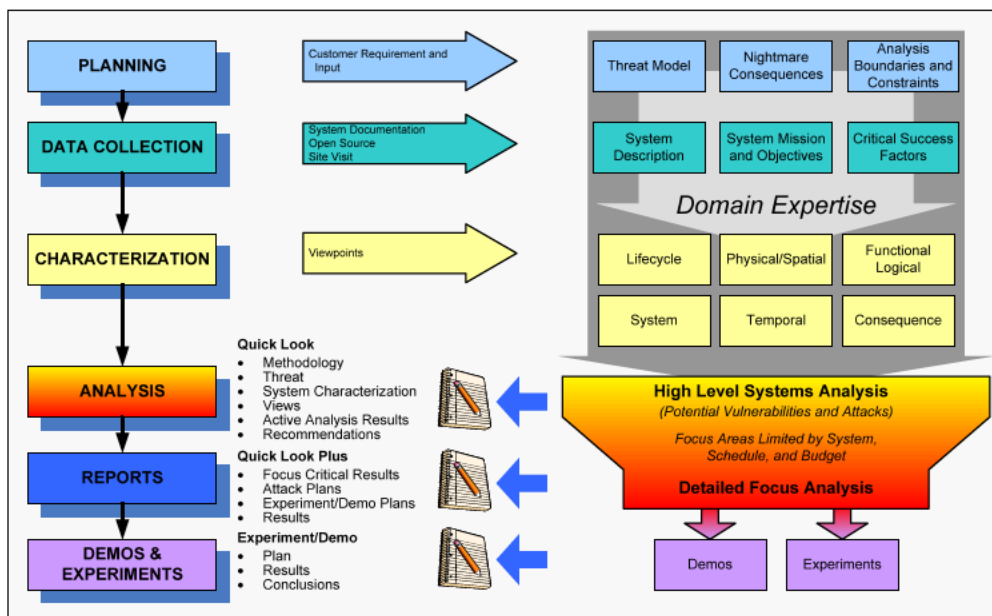 PLANNING
Customer Requirement and
Input
Threat Model
Nightmare
Consequences
Analysis
Boundaries and
Constraints
DATA COLLECTION
System Documentation
Open Source
Site Visit
System
Description
System Mission
and Objectives
Critical Success
Factors
Domain Expertise
CHARACTERIZATION
Viewpoints
Lifecycle
Physical/Spatial
Functional
Logical
System
Temporal
Consequence
ANALYSIS
Quick Look
• Methodology
• Threat
• System Characterization
• Views
• Active Analysis Results
• Recommendations
High Level Systems Analysis
(Potential Vulnerabilities and Attacks)
Focus Areas Limited by System,
Schedule, and Budget
Detailed Focus Analysis
REPORTS
Quick Look Plus
• Focus Critical Results
• Attack Plans
• Experiment/Demo Plans
• Results
DEMOS &
EXPERIMENTS
Experiment/Demo
• Plan
• Results
• Conclusions
Demos
Experiments